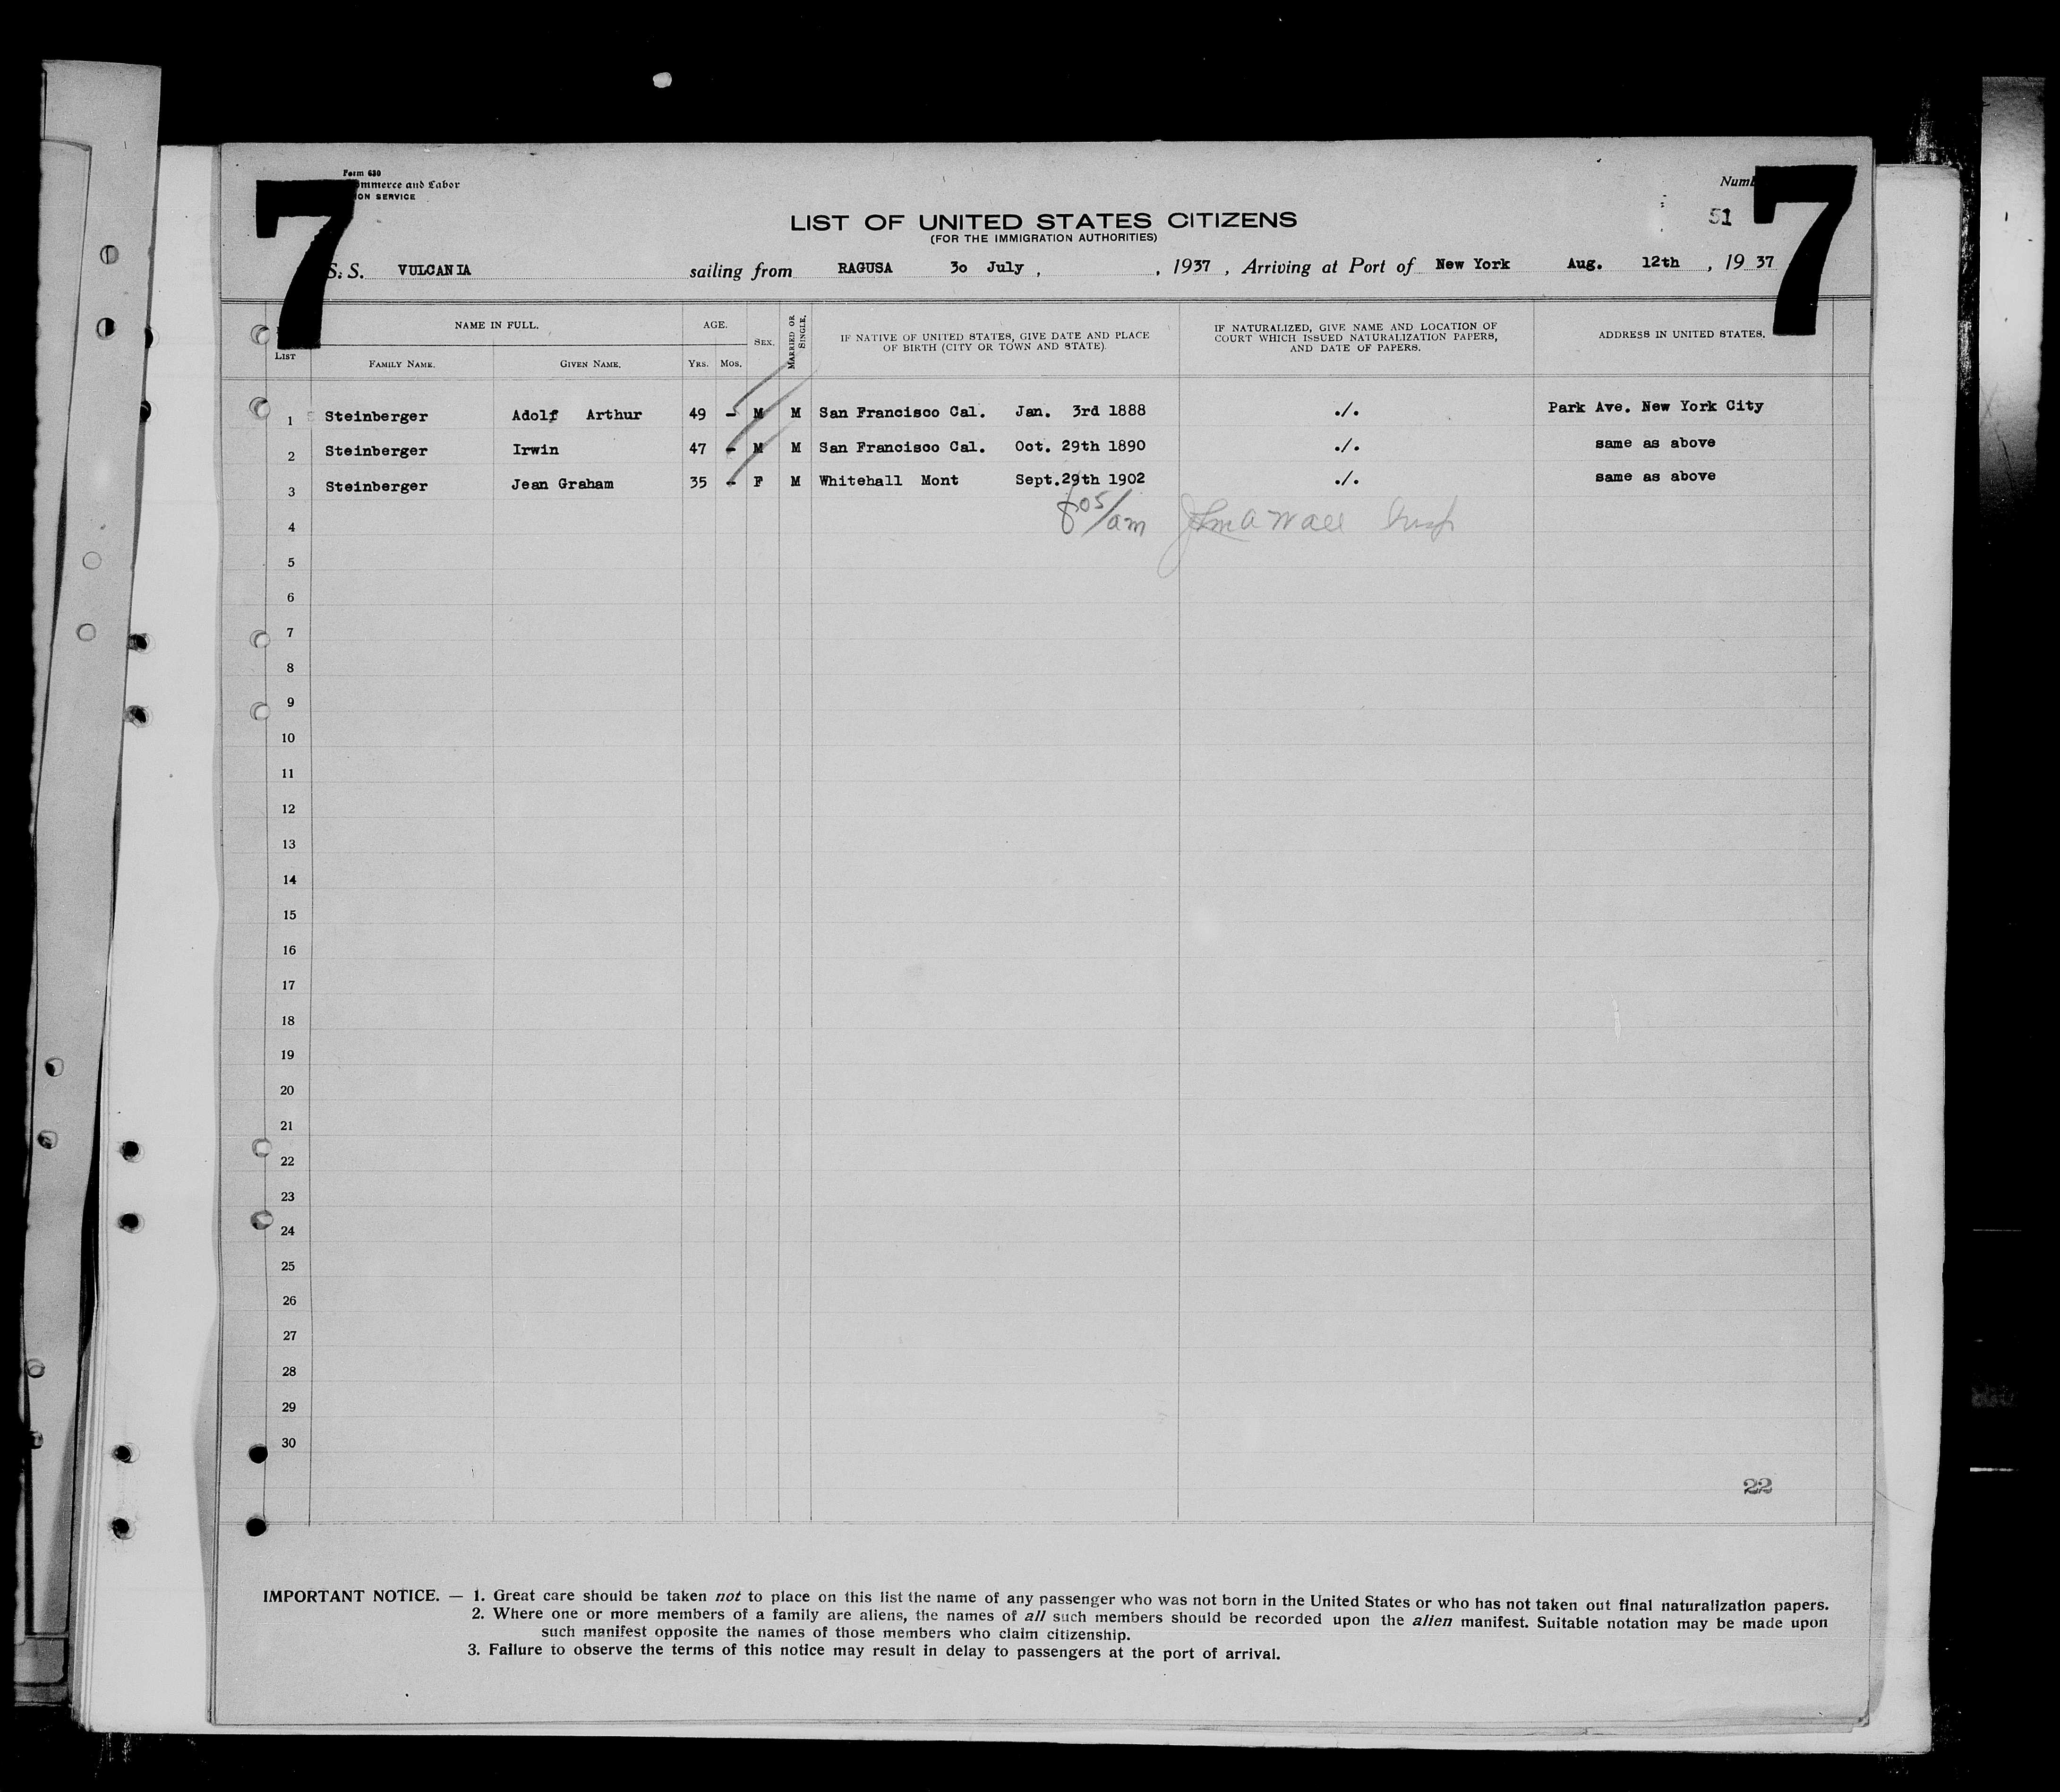 Form 630
ommerce and Labor
ION SERVICE
7
7
Numb
51
LIST OF UNITED STATES CITIZENS
(FOR THE IMMIGRATION AUTHORITIES)
S. S. VULCANIA sailing from RAGUSA 3o July , , 1937 , Arriving at Port of New York Aug. 12th , 19 37
LIST
NAME IN FULL. AGE. SEX. MARRIED OR SINGLE. IF NATIVE OF UNITED STATES, GIVE DATE AND PLACE OF BIRTH (CITY OR TOWN AND STATE). IF NATURALIZED, GIVE NAME AND LOCATION OF COURT WHICH ISSUED NATURALIZATION PAPERS, AND DATE OF PAPERS. ADDRESS IN UNITED STATES.
FAMILY NAME. GIVEN NAME. YRS. MOS.
1 Steinberger Adolf Arthur 49 - M M San Francisco Cal. Jan. 3rd 1888 ./. Park Ave. New York City
2 Steinberger Irwin 47 - M M San Francisco Cal. Oct. 29th 1890 ./. same as above
3 Steinberger Jean Graham 35 - F M Whitehall Mont Sept.29th 1902 ./. same as above
4 805/am John A Wall Insp
5
6
7
8
9
10
11
12
13
14
15
16
17
18
19
20
21
22
23
24
25
26
27
28
29
30
22
IMPORTANT NOTICE. — 1. Great care should be taken not to place on this list the name of any passenger who was not born in the United States or who has not taken out final naturalization papers.
2. Where one or more members of a family are aliens, the names of all such members should be recorded upon the alien manifest. Suitable notation may be made upon
such manifest opposite the names of those members who claim citizenship.
3. Failure to observe the terms of this notice may result in delay to passengers at the port of arrival.